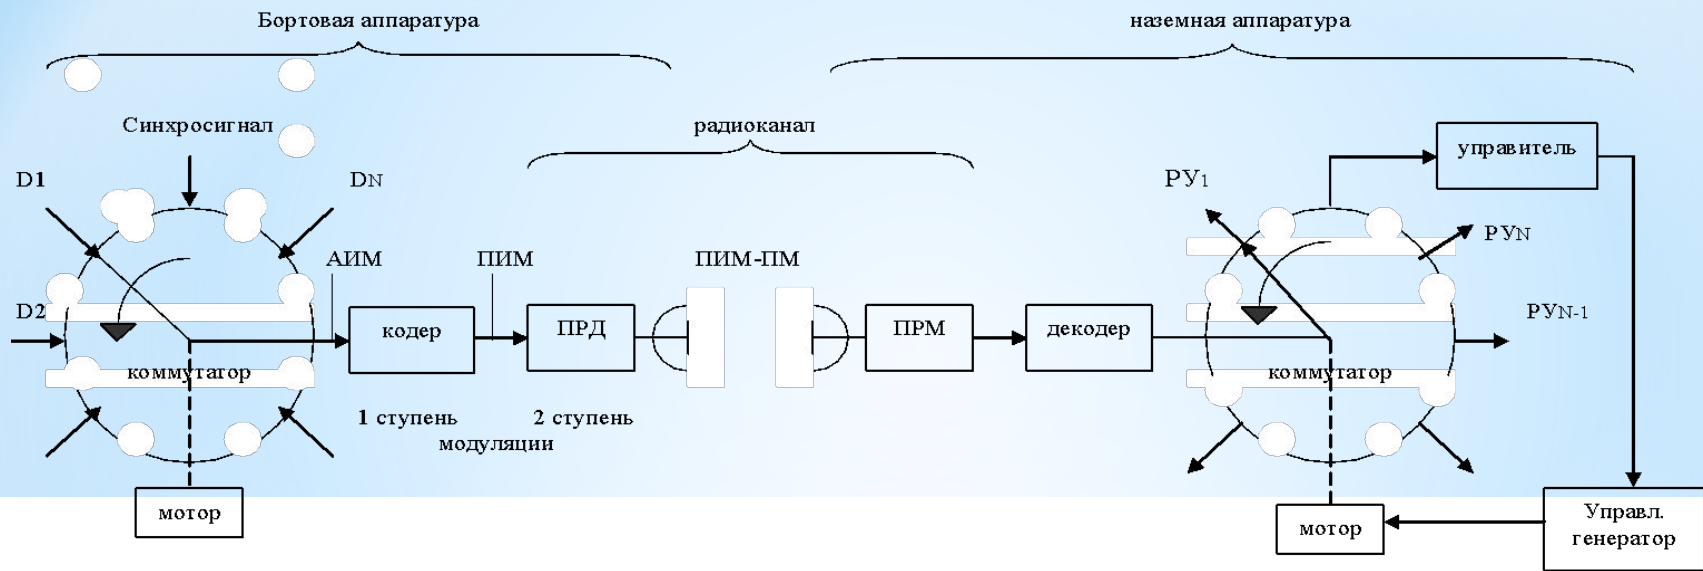 Бортовая аппаратура
наземная аппаратура
Синхросигнал
радиоканал
управитель
D1
DN
РУ1
РУN
АИМ
ПИМ
ПИМ-ПМ
D2
РУN-1
кодер
ПРД
ПРМ
декодер
коммутатор
коммутатор
1 ступень
2 ступень
модуляции
мотор
мотор
Управл.
генератор